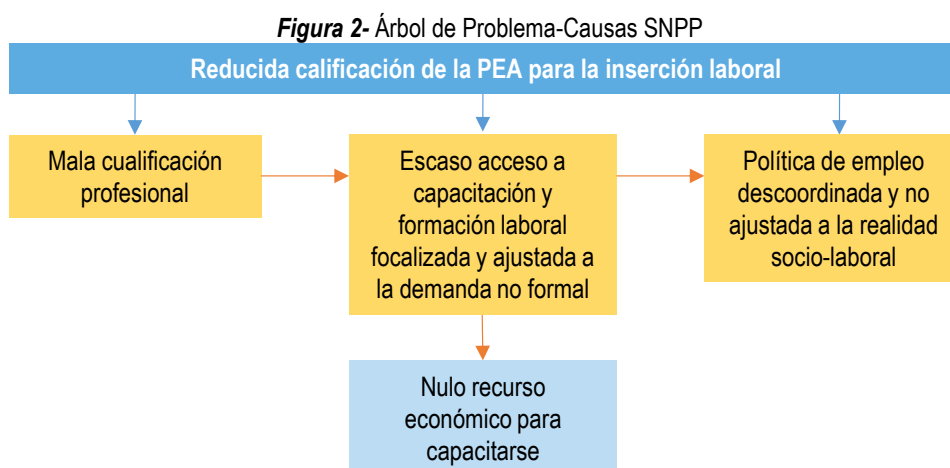 Figura 2- Árbol de Problema-Causas SNPP
Reducida calificación de la PEA para la inserción laboral
Mala cualificación
profesional
Escaso acceso a
capacitación y
formación laboral
focalizada y ajustada a
la demanda no formal
Política de empleo
descoordinada y no
ajustada a la realidad
socio-laboral
Nulo recurso
económico para
capacitarse